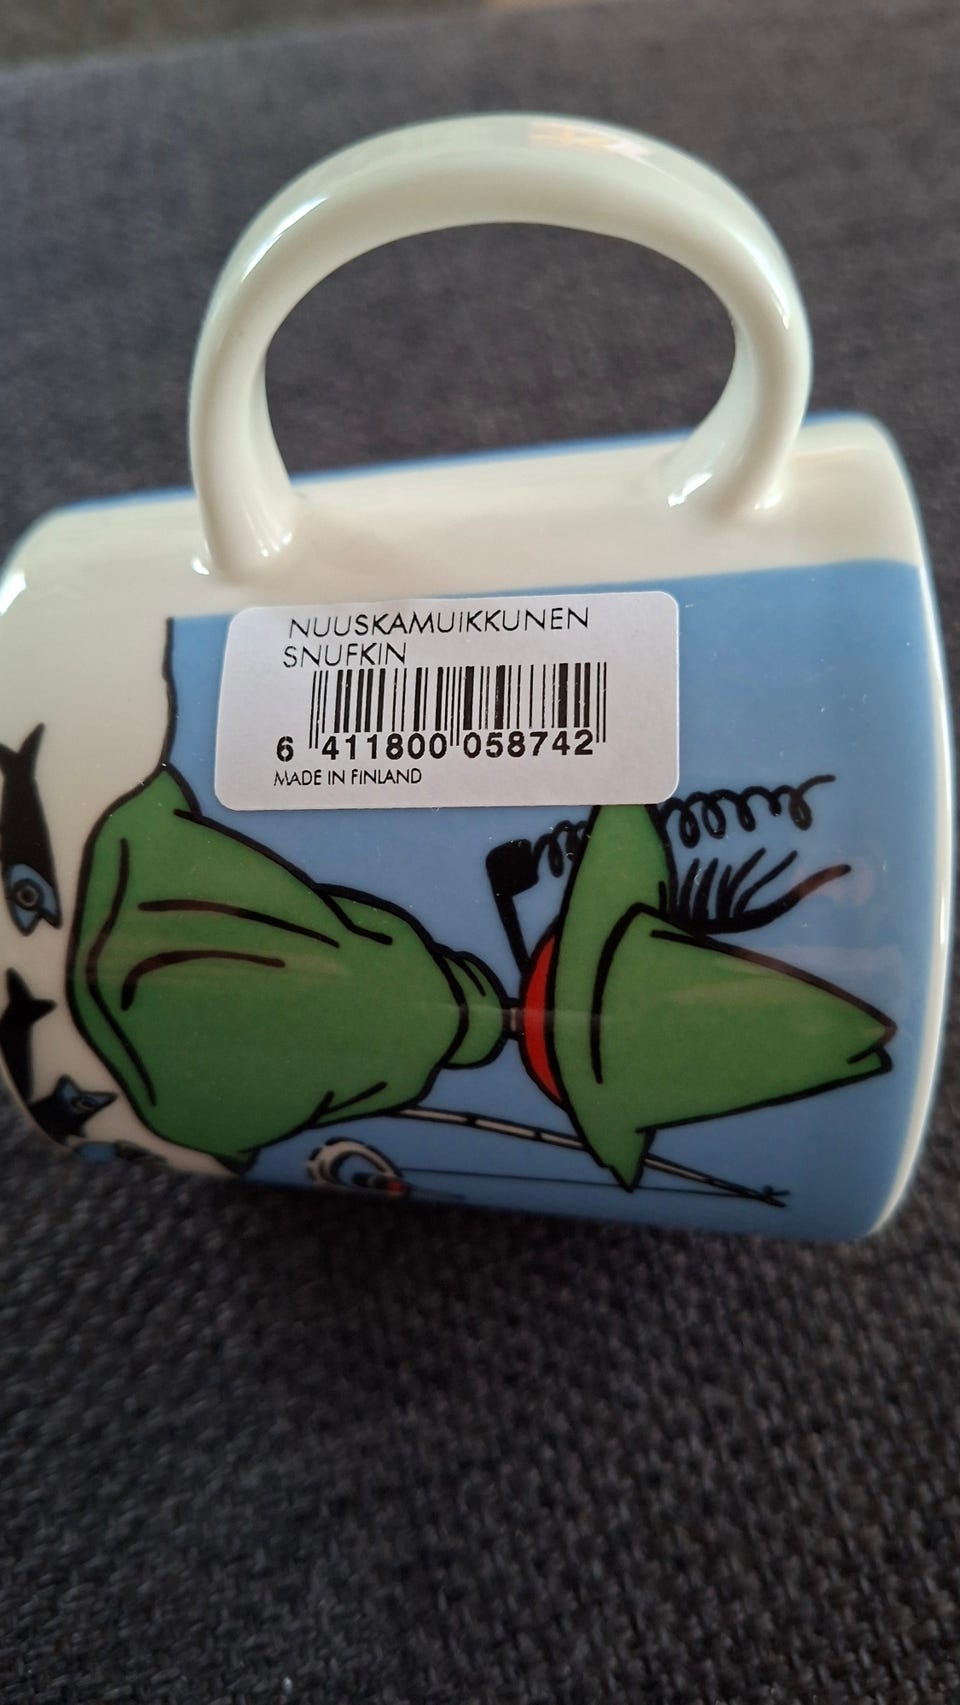 NUUSKAMUIKKUNEN
SNUFKIN
6 411800 058742
MADE IN FINLAND